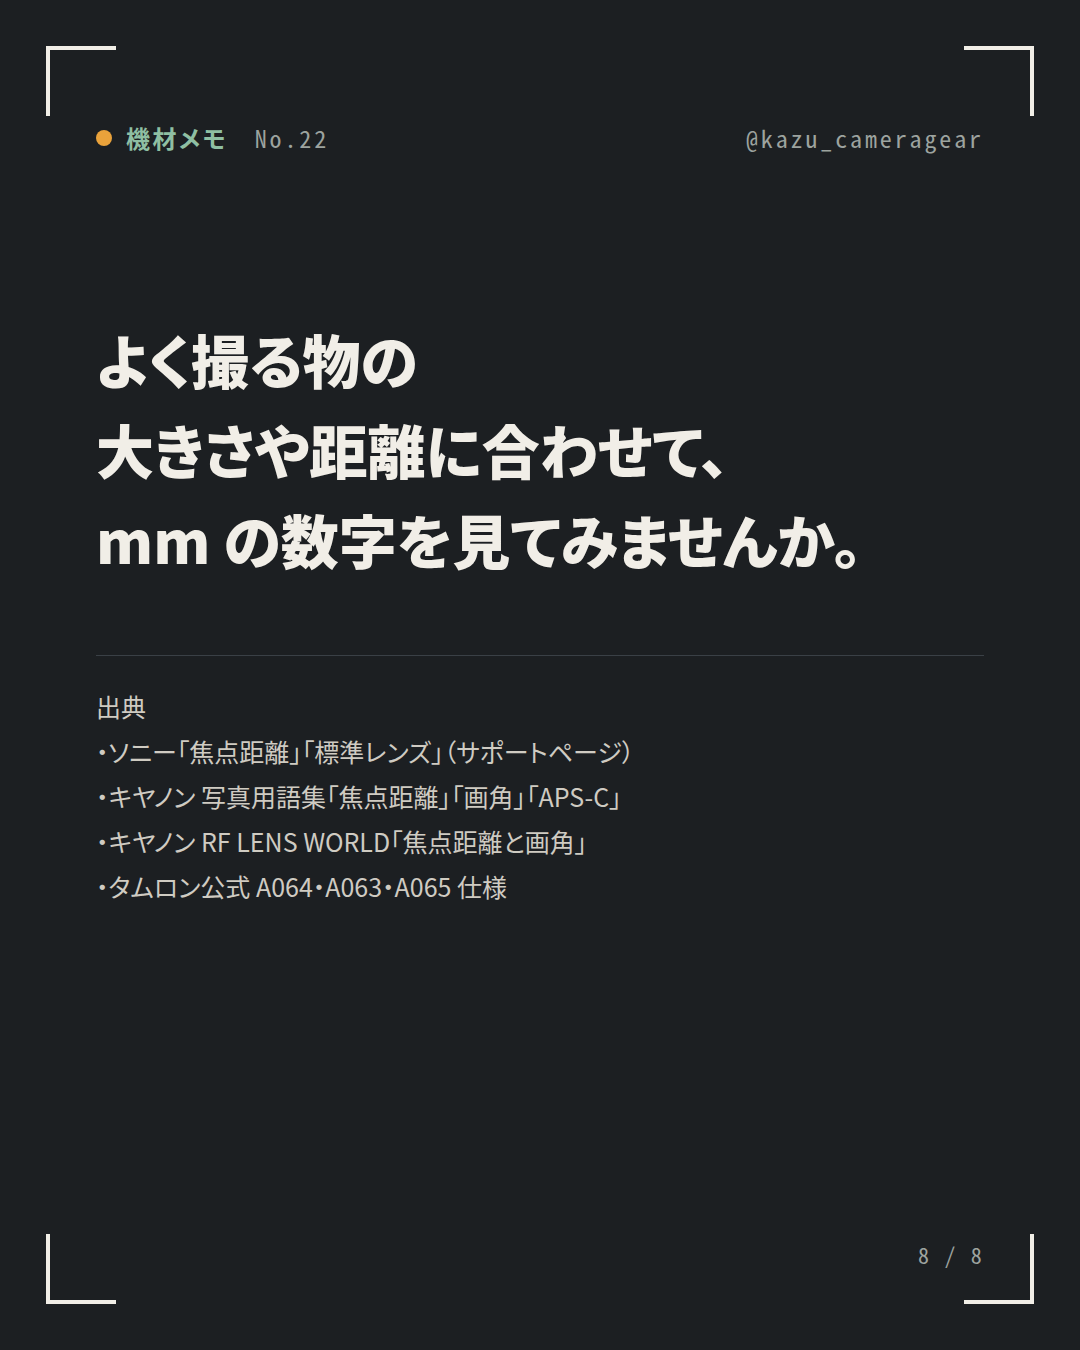 機材メモ No.22
@kazu_cameragear
よく撮る物の
大きさや距離に合わせて、
mm の数字を見てみませんか。
出典
・ソニー「焦点距離」「標準レンズ」（サポートページ）
・キヤノン 写真用語集「焦点距離」「画角」「APS-C」
・キヤノン RF LENS WORLD「焦点距離と画角」
・タムロン公式 A064・A063・A065 仕様
8 / 8